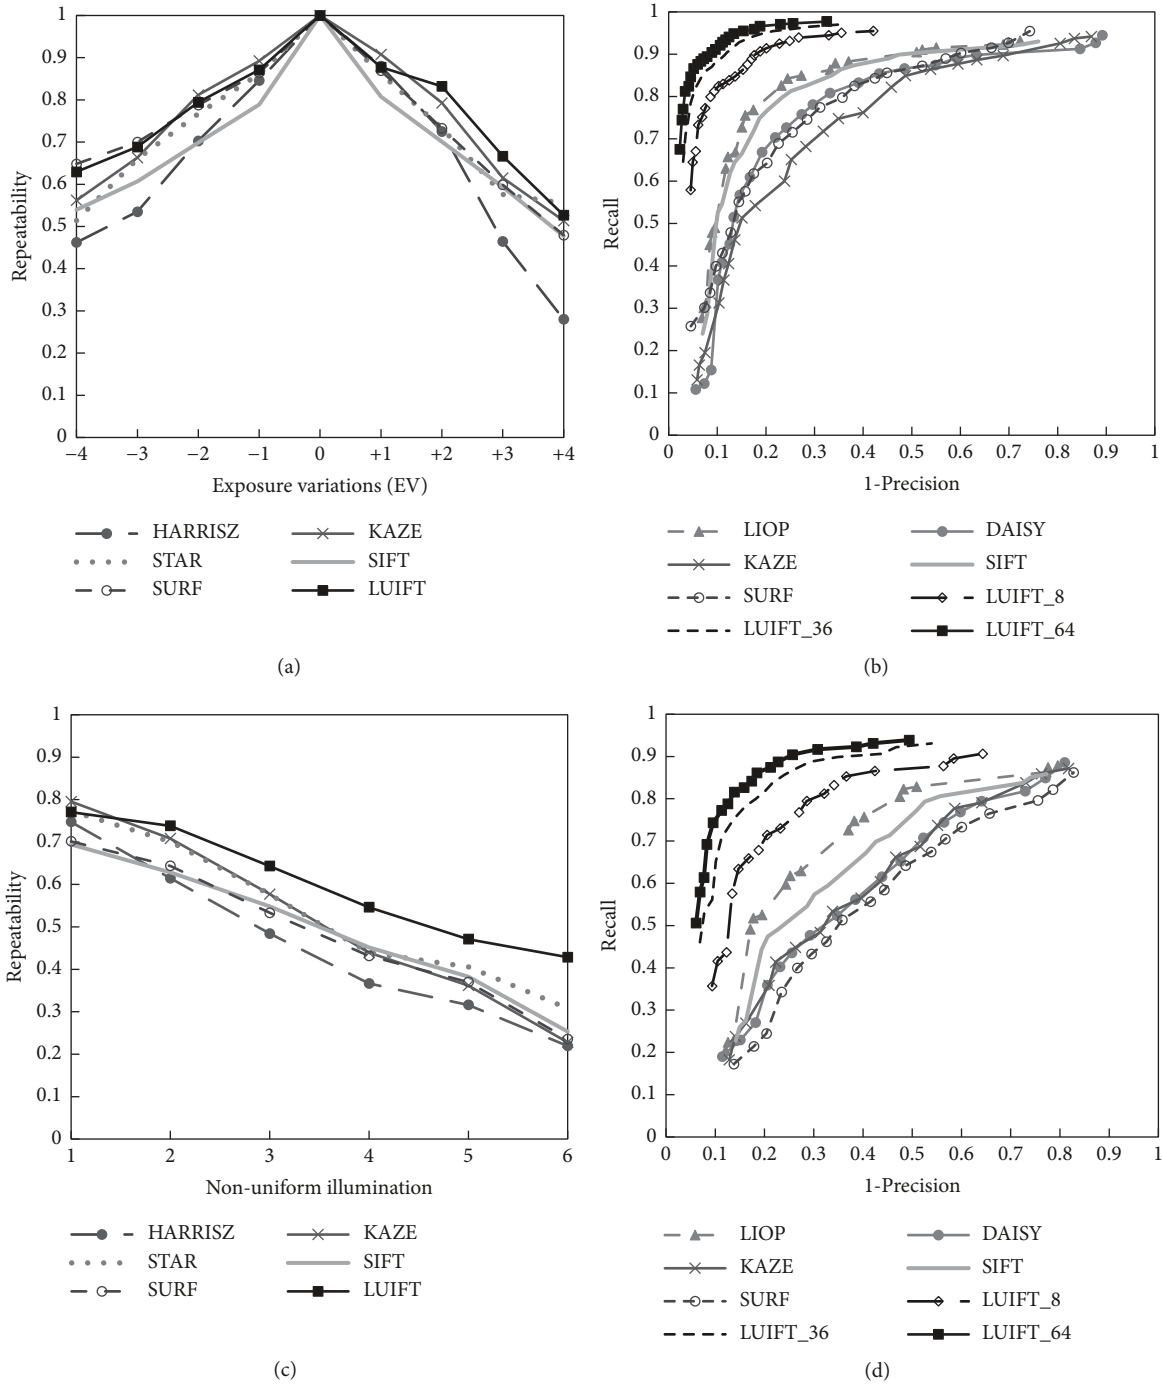 1
0.9
0.8
0.7
0.6
0.5
0.4
0.3
0.2
0.1
0
Repeatability
−4 −3 −2 −1 0 +1 +2 +3 +4
Exposure variations (EV)
HARRISZ KAZE
STAR SIFT
SURF LUIFT
(a)
1
0.9
0.8
0.7
0.6
0.5
0.4
0.3
0.2
0.1
0
Recall
0 0.1 0.2 0.3 0.4 0.5 0.6 0.7 0.8 0.9 1
1-Precision
LIOP DAISY
KAZE SIFT
SURF LUIFT_8
LUIFT_36 LUIFT_64
(b)
1
0.9
0.8
0.7
0.6
0.5
0.4
0.3
0.2
0.1
0
Repeatability
1 2 3 4 5 6
Non-uniform illumination
HARRISZ KAZE
STAR SIFT
SURF LUIFT
(c)
1
0.9
0.8
0.7
0.6
0.5
0.4
0.3
0.2
0.1
0
Recall
0 0.1 0.2 0.3 0.4 0.5 0.6 0.7 0.8 0.9 1
1-Precision
LIOP DAISY
KAZE SIFT
SURF LUIFT_8
LUIFT_36 LUIFT_64
(d)